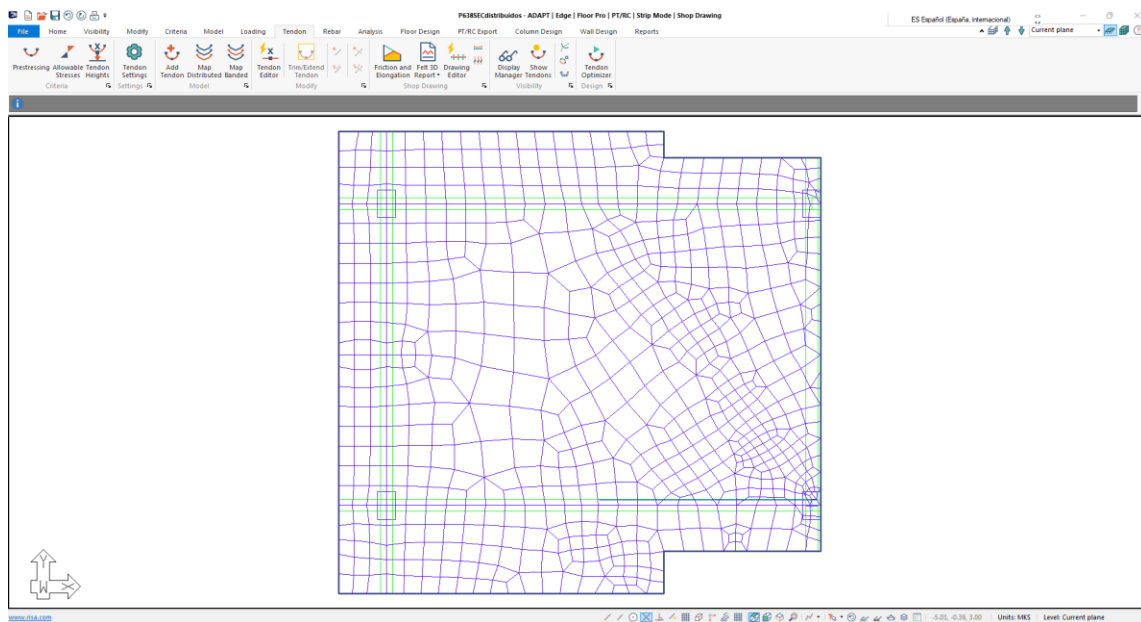 P638SECdistribuidos - ADAPT | Edge | Floor Pro | PT/RC | Strip Mode | Shop Drawing
ES Español (España, internacional)
File Home Visibility Modify Criteria Model Loading Tendon Rebar Analysis Floor Design PT/RC Export Column Design Wall Design Reports
Current plane
Prestressing Allowable Tendon Tendon Add Map Map Tendon Trim/Extend Friction and Felt 3D Drawing Display Show Tendon
Stresses Heights Settings Tendon Distributed Banded Editor Tendon Elongation Report Editor Manager Tendons Optimizer
Criteria Settings Model Modify Shop Drawing Visibility Design
Y
W X
www.risa.com
-5.03, -0.39, 3.00 Units: MKS Level: Current plane